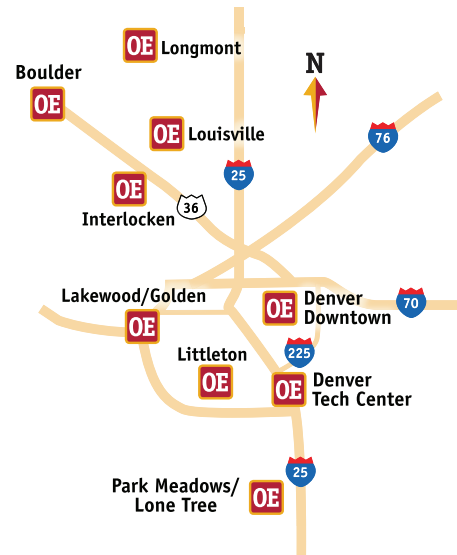 OE Longmont
N
Boulder
OE
OE Louisville
76
25
OE
Interlocken
36
Lakewood/Golden
OE
OE
Denver
Downtown
70
Littleton
OE
225
OE
Denver
Tech Center
25
Park Meadows/
Lone Tree
OE